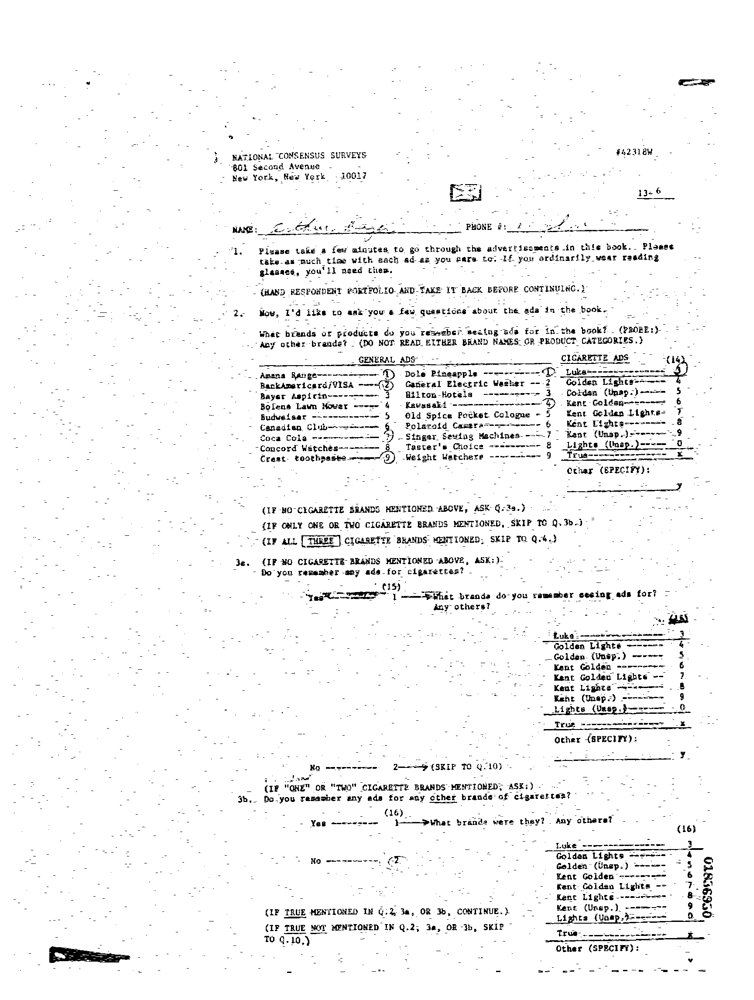 #42318W
NATIONAL CONSENSUS SURVEYS
801 Second Avenue
New York, New York 10017
13-6
NAME: PHONE #:
1. Please take a few minutes to go through the advertisements in this book. Please
take as much time with each ad as you care to. If you ordinarily wear reading
glasses, you'll need them.
(HAND RESPONDENT PORTFOLIO AND TAKE IT BACK BEFORE CONTINUING.)
2. Now, I'd like to ask you a few questions about the ads in the book.
What brands or products do you remember seeing ads for in the book? (PROBE:)
Any other brands? (DO NOT READ EITHER BRAND NAMES OR PRODUCT CATEGORIES.)
GENERAL ADS CIGARETTE ADS (14)
Amana Range 1 Dole Pineapple 1 Luke 3
BackAmericard/VISA 2 General Electric Washer -- 2 Golden Lights 4
Bayer Aspirin 3 Hilton Hotels 3 Golden (Unsp.) 5
Bolens Lawn Mower 4 Kawasaki 4 Kent Golden 6
Budweiser 5 Old Spice Pocket Cologne - 5 Kent Golden Lights- 7
Canadian Club 6 Polaroid Camera 6 Kent Lights 8
Coca Cola 7 Singer Sewing Machines 7 Kent (Unsp.) 9
Concord Watches 8 Taster's Choice 8 Lights (Unsp.) 0
Crest toothpaste 9 Weight Watchers 9 True x
Other (SPECIFY):
y
(IF NO CIGARETTE BRANDS MENTIONED ABOVE, ASK Q.3a.)
(IF ONLY ONE OR TWO CIGARETTE BRANDS MENTIONED, SKIP TO Q.3b.)
(IF ALL THREE CIGARETTE BRANDS MENTIONED, SKIP TO Q.4.)
3a. (IF NO CIGARETTE BRANDS MENTIONED ABOVE, ASK:)
Do you remember any ads for cigarettes?
(15)
Yes 1 What brands do you remember seeing ads for?
Any others?
(16)
Luke 3
Golden Lights 4
Golden (Unsp.) 5
Kent Golden 6
Kent Golden Lights -- 7
Kent Lights 8
Kent (Unsp.) 9
Lights (Unsp.) 0
True x
Other (SPECIFY):
y
No 2 (SKIP TO Q.10)
(IF "ONE" OR "TWO" CIGARETTE BRANDS MENTIONED, ASK:)
3b. Do you remember any ads for any other brands of cigarettes?
(16)
Yes 1 What brands were they? Any others?
(16)
Luke 3
No 2 Golden Lights 4
Golden (Unsp.) 5
Kent Golden 6
Kent Golden Lights -- 7
Kent Lights 8
(IF TRUE MENTIONED IN Q.2, 3a, OR 3b, CONTINUE.) Kent (Unsp.) 9
Lights (Unsp.) 0
(IF TRUE NOT MENTIONED IN Q.2, 3a, OR 3b, SKIP True x
TO Q.10.)
Other (SPECIFY):
y
01836930